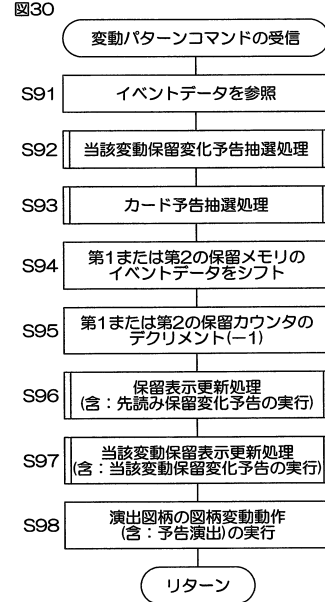 図30
変動パターンコマンドの受信
S91
イベントデータを参照
S92
当該変動保留変化予告抽選処理
S93
カード予告抽選処理
S94
第1または第2の保留メモリの
イベントデータをシフト
S95
第1または第2の保留カウンタの
デクリメント(−1)
S96
保留表示更新処理
(含：先読み保留変化予告の実行)
S97
当該変動保留表示更新処理
(含：当該変動保留変化予告の実行)
S98
演出図柄の図柄変動動作
(含：予告演出)の実行
リターン